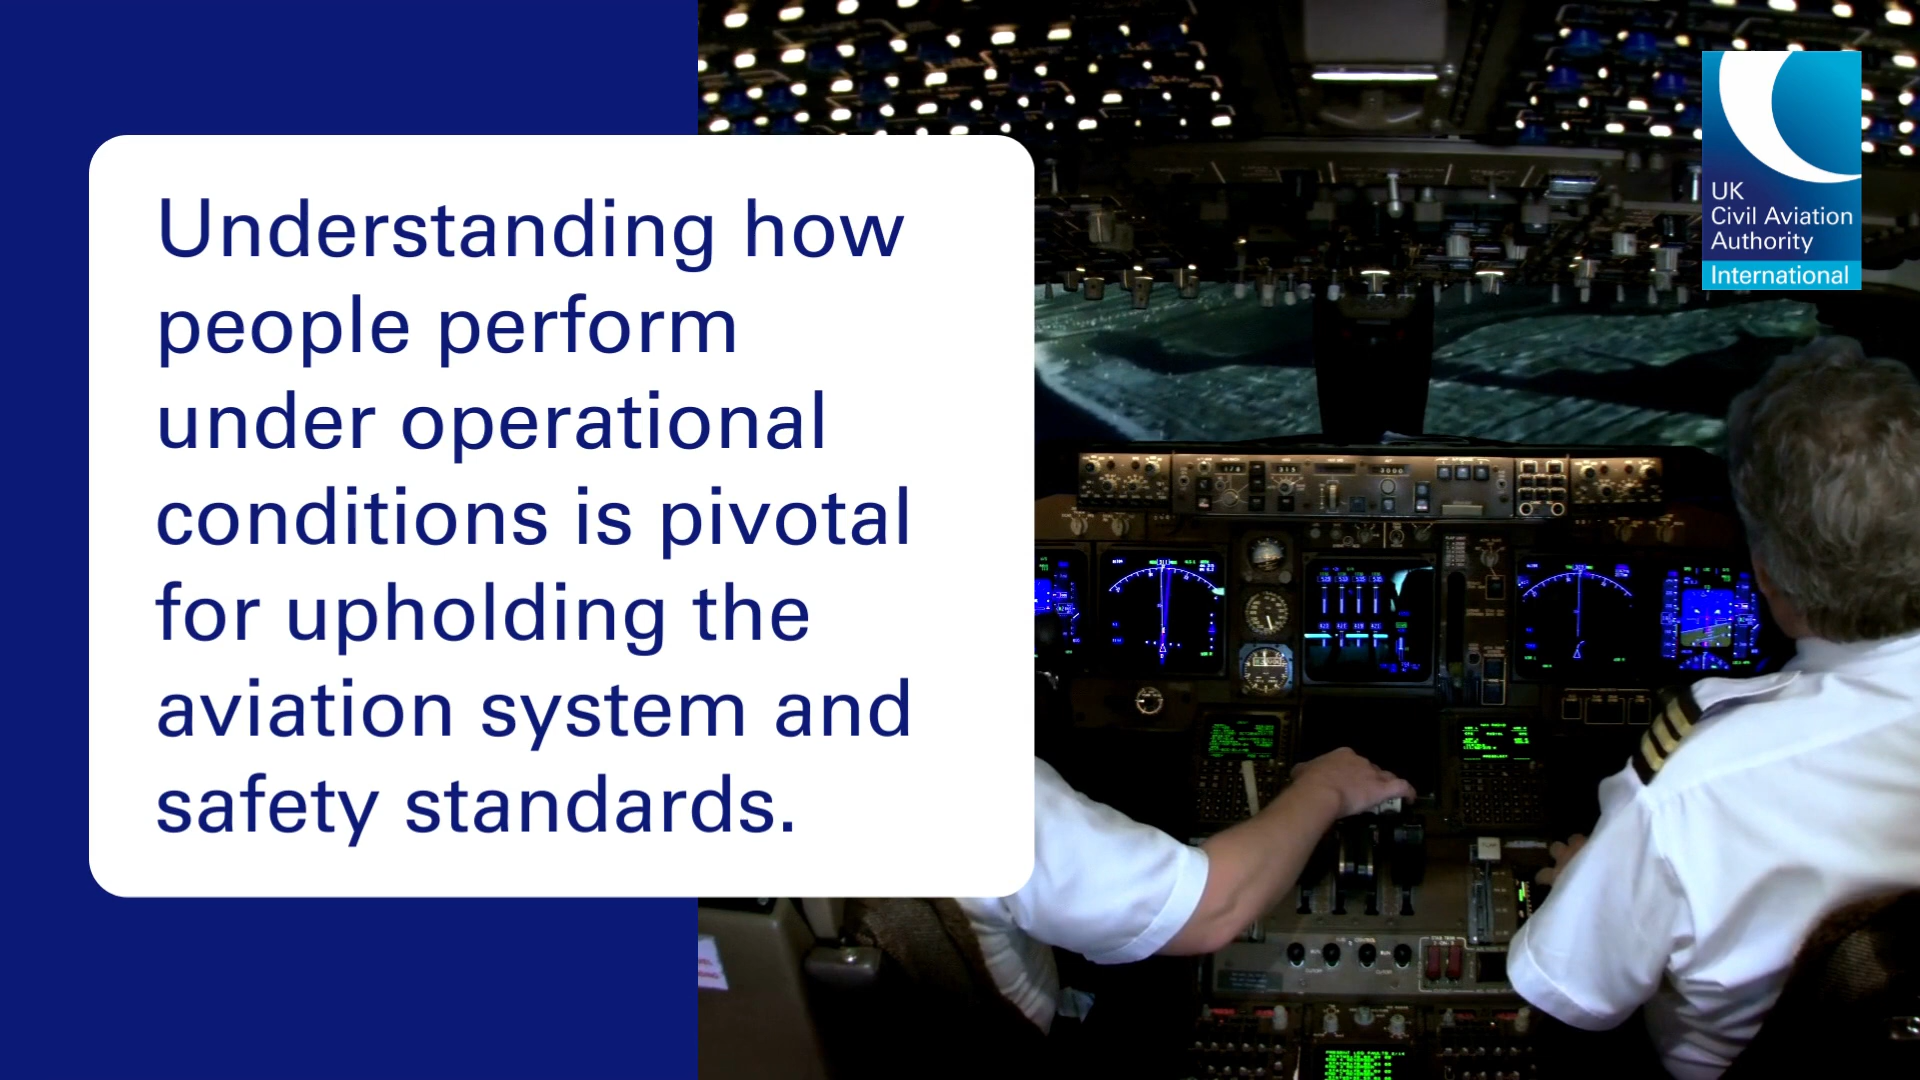 Understanding how
people perform
under operational
conditions is pivotal
for upholding the
aviation system and
safety standards.
UK
Civil Aviation
Authority
International